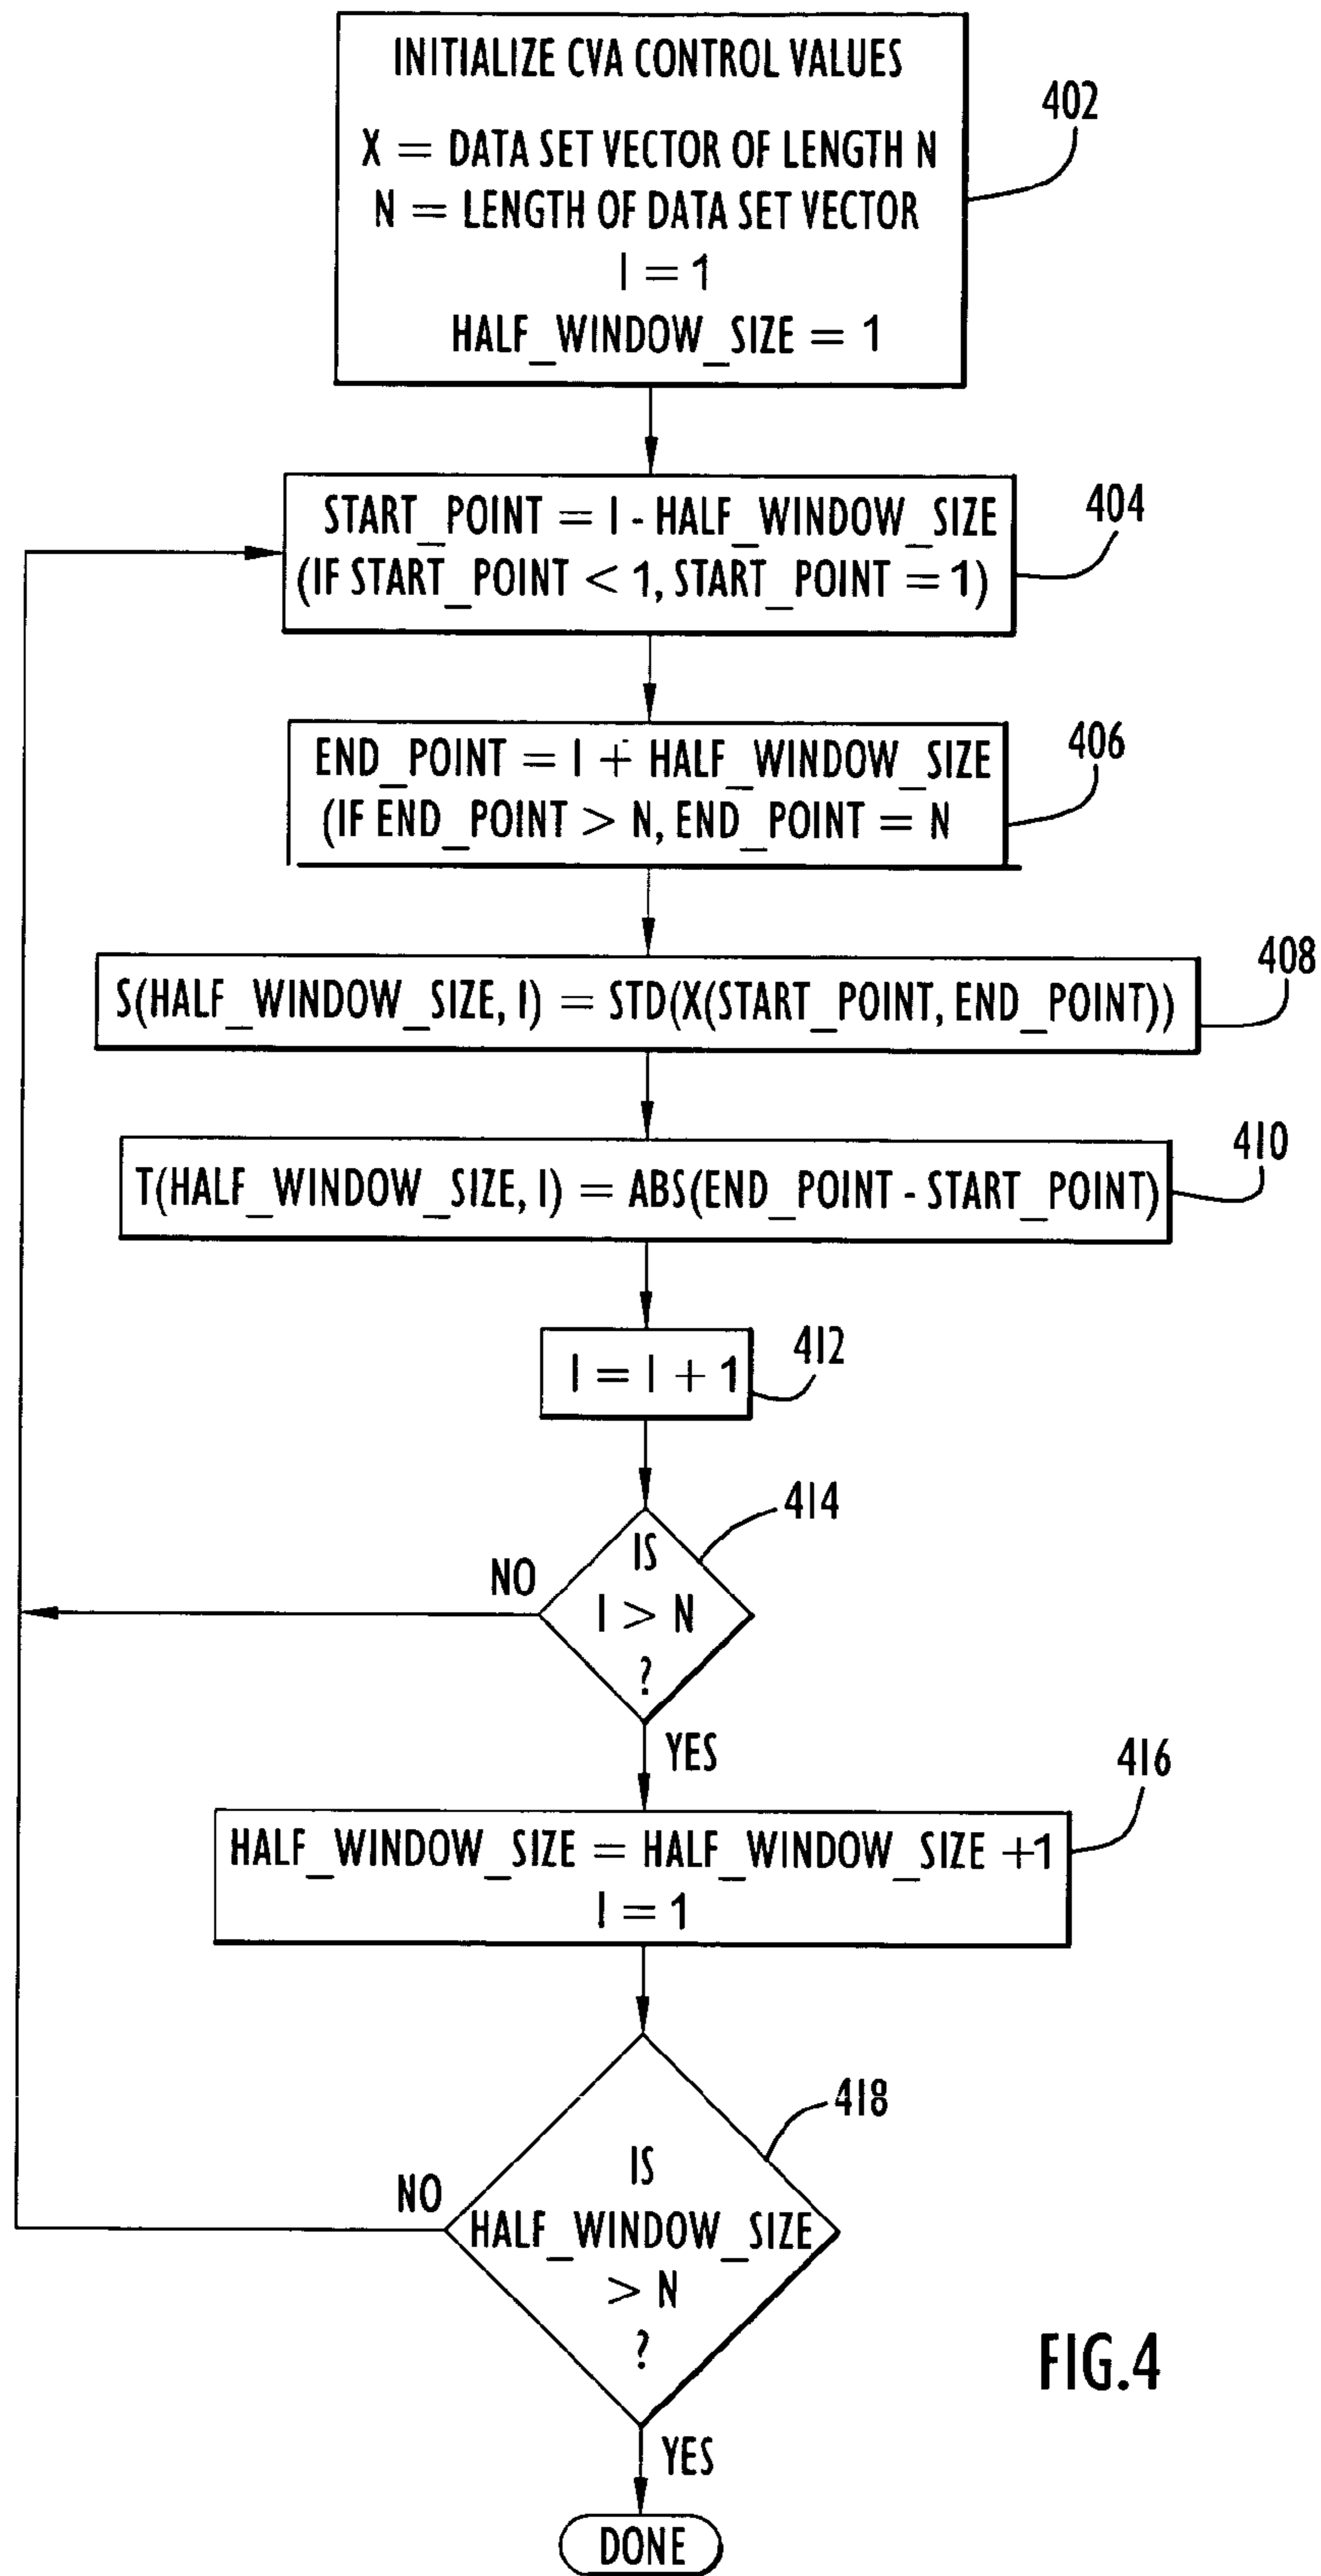 INITIALIZE CVA CONTROL VALUES
X = DATA SET VECTOR OF LENGTH N
N = LENGTH OF DATA SET VECTOR
I = 1
HALF_WINDOW_SIZE = 1
402
START_POINT = I - HALF_WINDOW_SIZE
(IF START_POINT < 1, START_POINT = 1)
404
END_POINT = I + HALF_WINDOW_SIZE
(IF END_POINT > N, END_POINT = N
406
S(HALF_WINDOW_SIZE, I) = STD(X(START_POINT, END_POINT))
408
T(HALF_WINDOW_SIZE, I) = ABS(END_POINT - START_POINT)
410
I = I + 1
412
IS
I > N
?
414
NO
YES
HALF_WINDOW_SIZE = HALF_WINDOW_SIZE +1
I = 1
416
IS
HALF_WINDOW_SIZE
> N
?
418
NO
YES
DONE
FIG.4